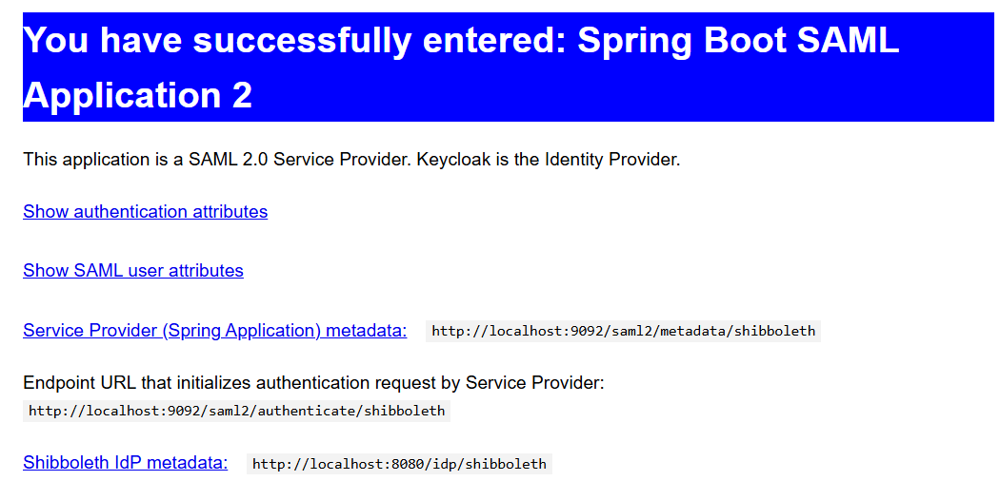 You have successfully entered: Spring Boot SAML
Application 2
This application is a SAML 2.0 Service Provider. Keycloak is the Identity Provider.
Show authentication attributes
Show SAML user attributes
Service Provider (Spring Application) metadata: http://localhost:9092/saml2/metadata/shibboleth
Endpoint URL that initializes authentication request by Service Provider:
http://localhost:9092/saml2/authenticate/shibboleth
Shibboleth IdP metadata: http://localhost:8080/idp/shibboleth